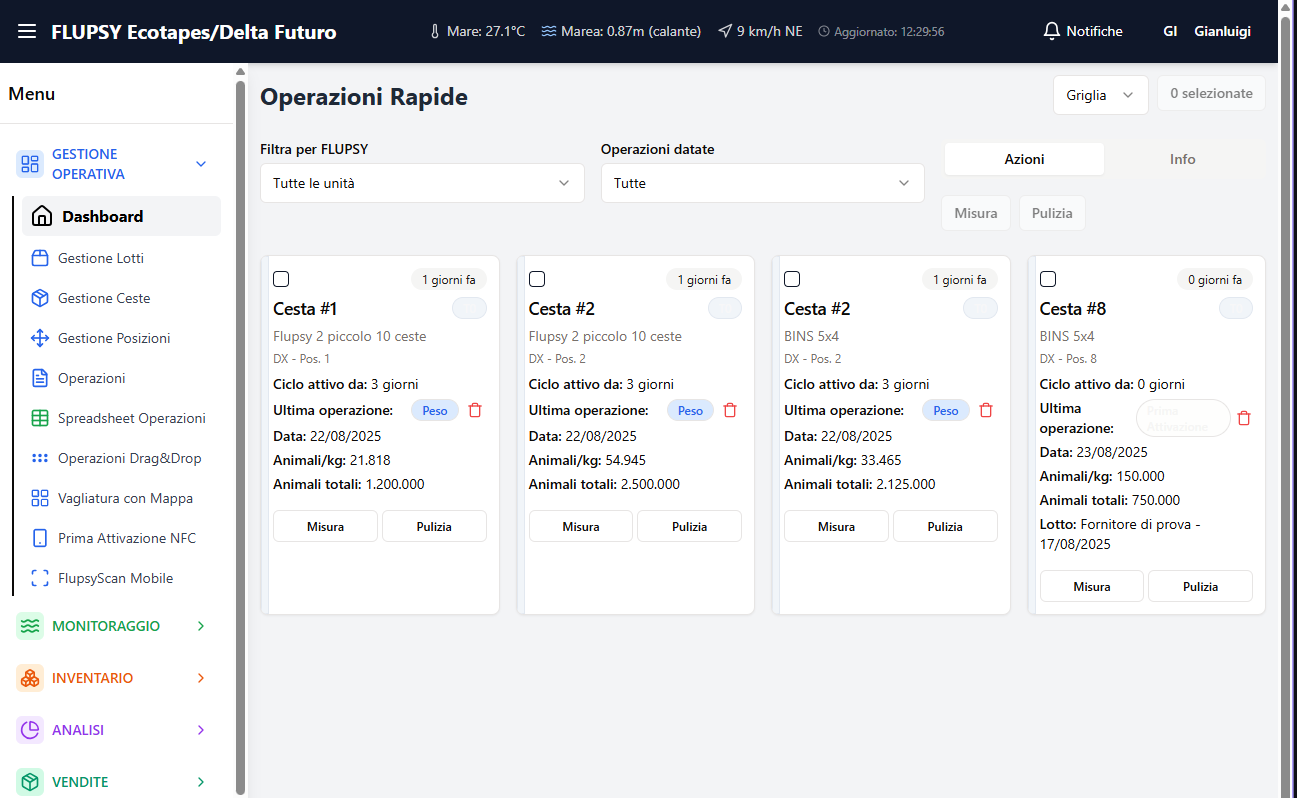 FLUPSY Ecotapes/Delta Futuro
Mare: 27.1°C
Marea: 0.87m (calante)
9 km/h NE
Aggiornato: 12:29:56
Notifiche
GI
Gianluigi
Menu
GESTIONE
OPERATIVA
Dashboard
Gestione Lotti
Gestione Ceste
Gestione Posizioni
Operazioni
Spreadsheet Operazioni
Operazioni Drag&Drop
Vagliatura con Mappa
Prima Attivazione NFC
FlupsyScan Mobile
MONITORAGGIO
INVENTARIO
ANALISI
VENDITE
Operazioni Rapide
Griglia
0 selezionate
Filtra per FLUPSY
Tutte le unità
Operazioni datate
Tutte
Azioni
Info
Misura
Pulizia
1 giorni fa
Cesta #1
Flupsy 2 piccolo 10 ceste
DX - Pos. 1
Ciclo attivo da: 3 giorni
Ultima operazione: Peso
Data: 22/08/2025
Animali/kg: 21.818
Animali totali: 1.200.000
Misura
Pulizia
1 giorni fa
Cesta #2
Flupsy 2 piccolo 10 ceste
DX - Pos. 2
Ciclo attivo da: 3 giorni
Ultima operazione: Peso
Data: 22/08/2025
Animali/kg: 54.945
Animali totali: 2.500.000
Misura
Pulizia
1 giorni fa
Cesta #2
BINS 5x4
DX - Pos. 2
Ciclo attivo da: 3 giorni
Ultima operazione: Peso
Data: 22/08/2025
Animali/kg: 33.465
Animali totali: 2.125.000
Misura
Pulizia
0 giorni fa
Cesta #8
BINS 5x4
DX - Pos. 8
Ciclo attivo da: 0 giorni
Ultima
operazione:
Prima
Attivazione
Data: 23/08/2025
Animali/kg: 150.000
Animali totali: 750.000
Lotto: Fornitore di prova -
17/08/2025
Misura
Pulizia